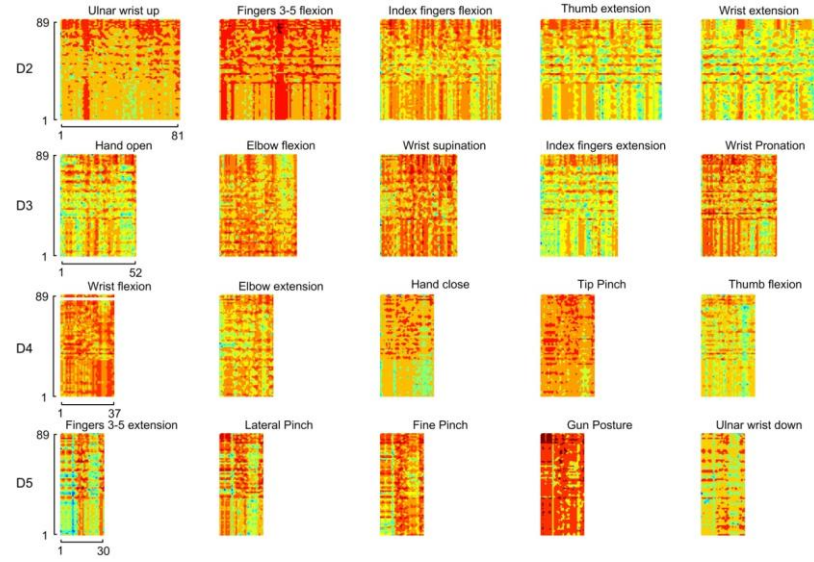 Ulnar wrist up Fingers 3-5 flexion Index fingers flexion Thumb extension Wrist extension
89
D2
1
1 81
Hand open Elbow flexion Wrist supination Index fingers extension Wrist Pronation
89
D3
1
1 52
Wrist flexion Elbow extension Hand close Tip Pinch Thumb flexion
89
D4
1
1 37
Fingers 3-5 extension Lateral Pinch Fine Pinch Gun Posture Ulnar wrist down
89
D5
1
1 30